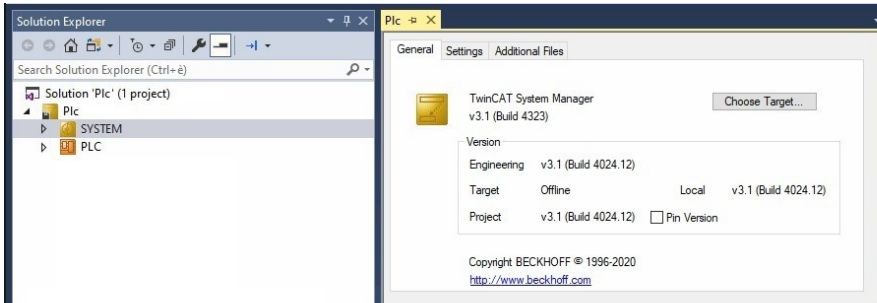 Solution Explorer
Search Solution Explorer (Ctrl+è)
Solution 'Plc' (1 project)
Plc
SYSTEM
PLC
Plc
General Settings Additional Files
TwinCAT System Manager
v3.1 (Build 4323)
Choose Target...
Version
Engineering v3.1 (Build 4024.12)
Target Offline Local v3.1 (Build 4024.12)
Project v3.1 (Build 4024.12) Pin Version
Copyright BECKHOFF © 1996-2020
http://www.beckhoff.com